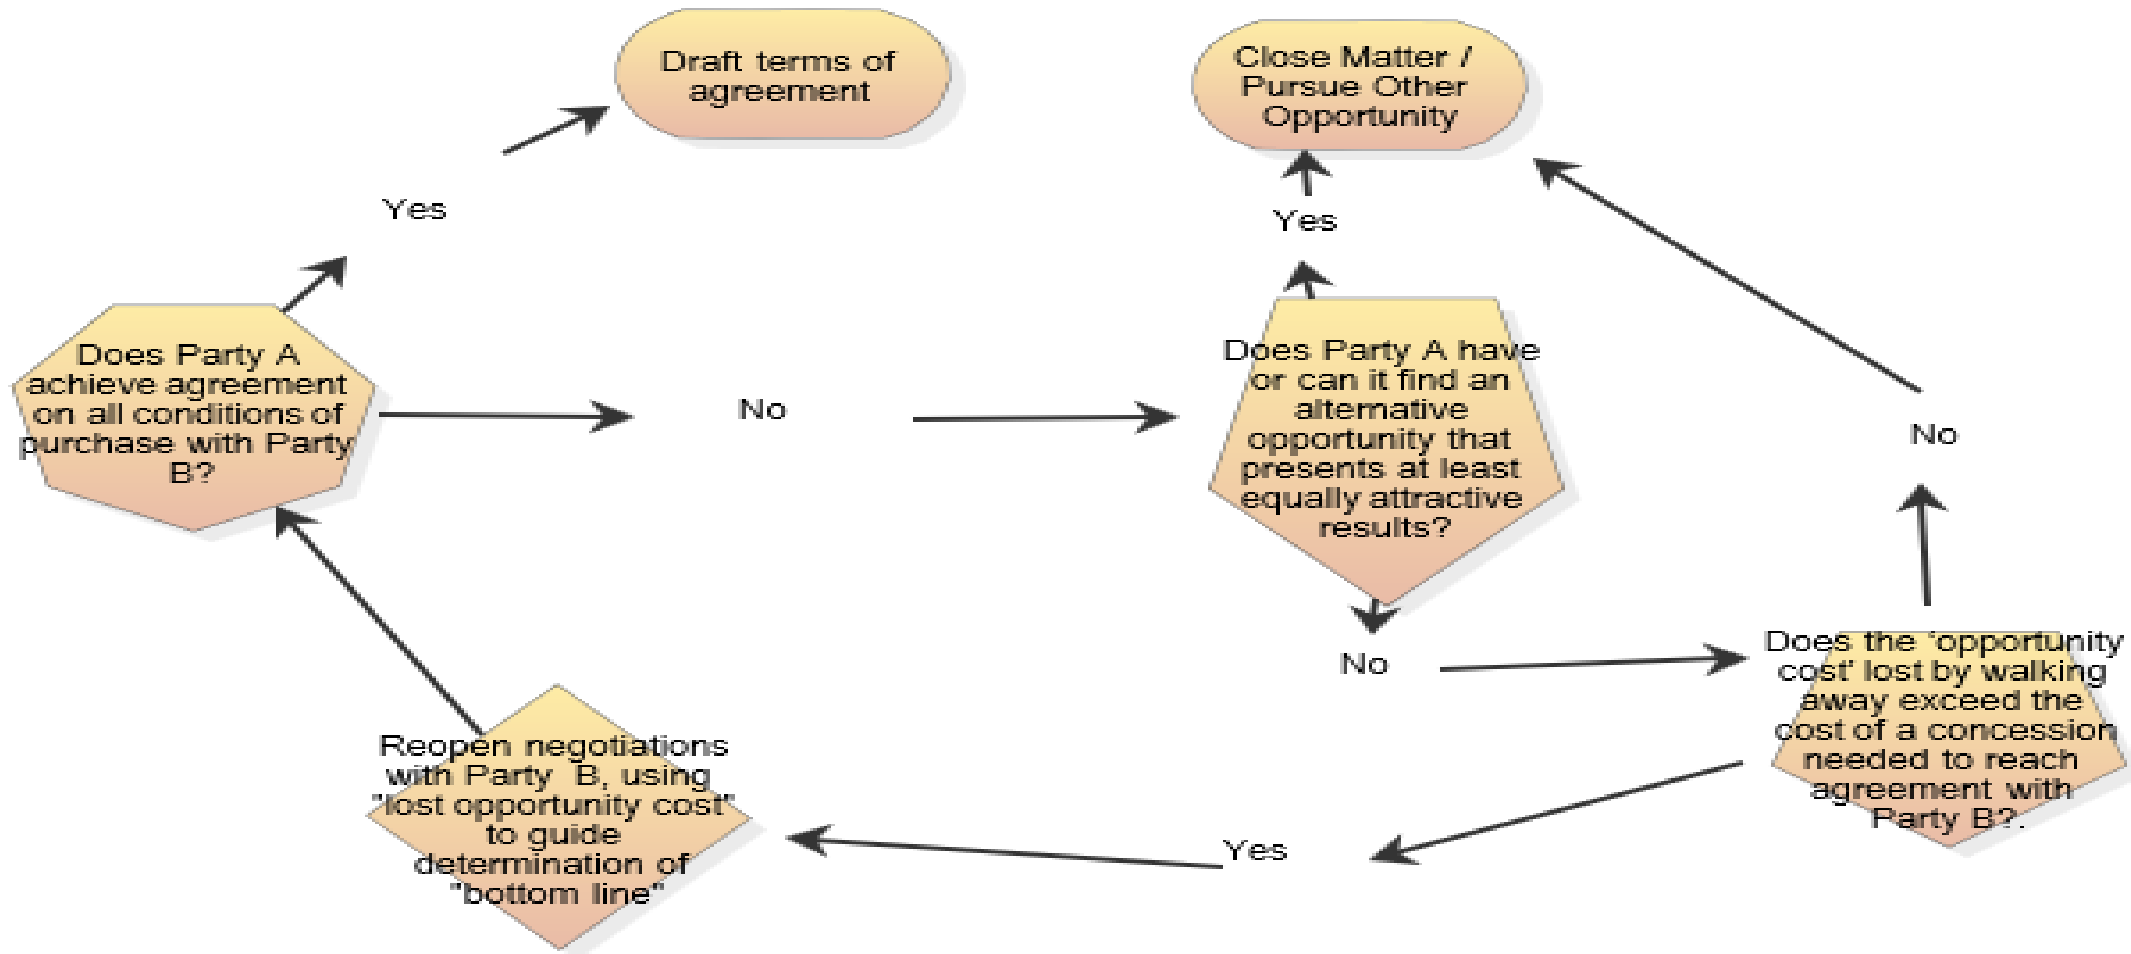 Draft terms of
agreement
Close Matter /
Pursue Other
Opportunity
Yes
Yes
Does Party A
achieve agreement
on all conditions of
purchase with Party
B?
No
Does Party A have
or can it find an
alternative
opportunity that
presents at least
equally attractive
results?
No
No
Does the 'opportunity
cost' lost by walking
away exceed the
cost of a concession
needed to reach
agreement with
Party B?.
Yes
Reopen negotiations
with Party B, using
"lost opportunity cost"
to guide
determination of
"bottom line"